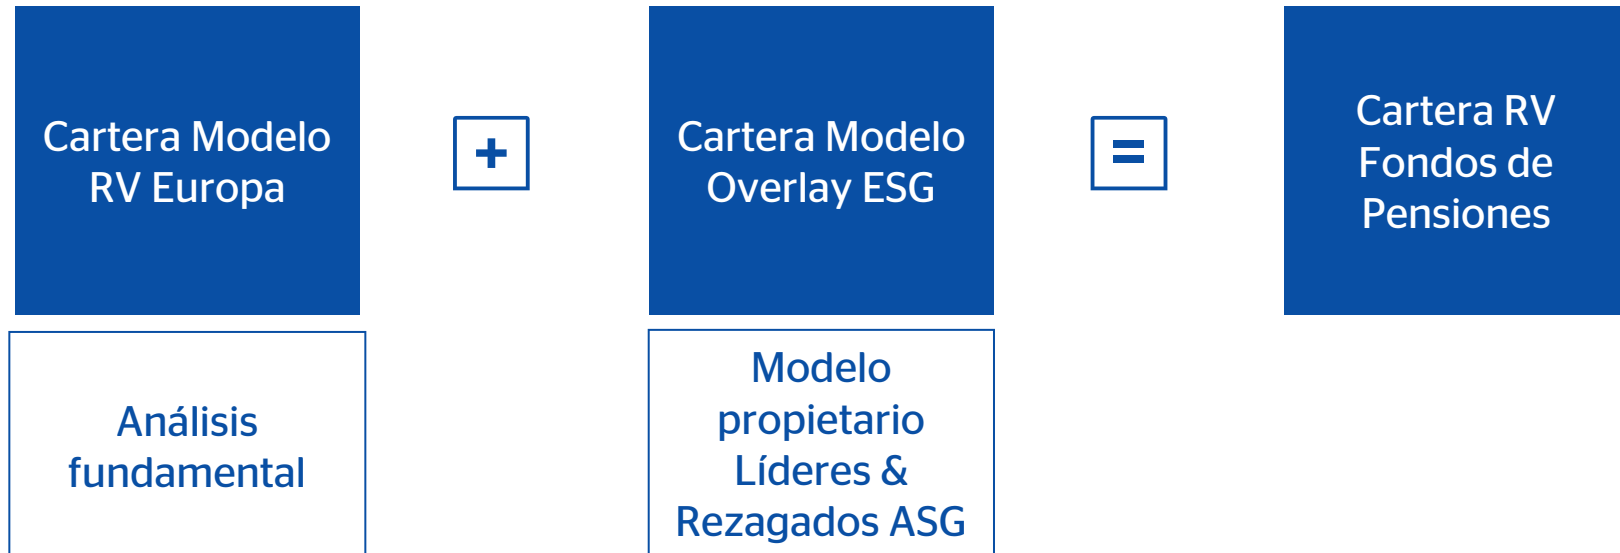 Cartera Modelo
RV Europa
+
Cartera Modelo
Overlay ESG
=
Cartera RV
Fondos de
Pensiones
Análisis
fundamental
Modelo
propietario
Líderes &
Rezagados ASG